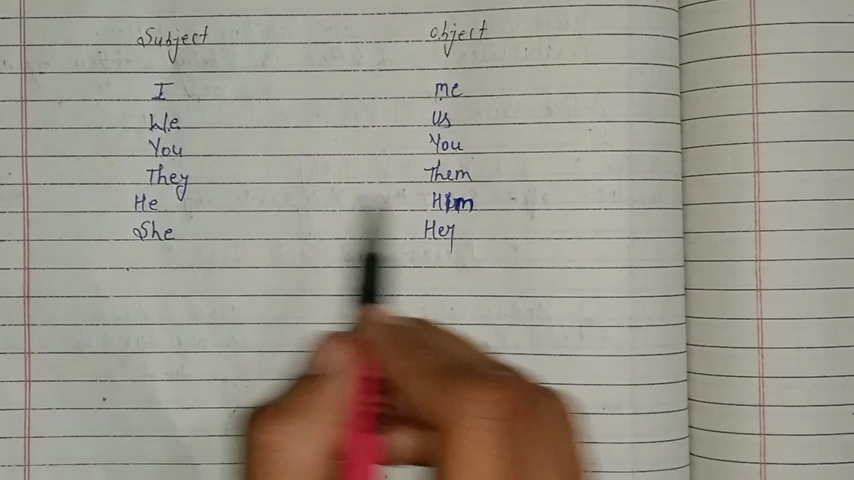 Subject Object
I me
We Us
You You
They Them
He Him
She Her